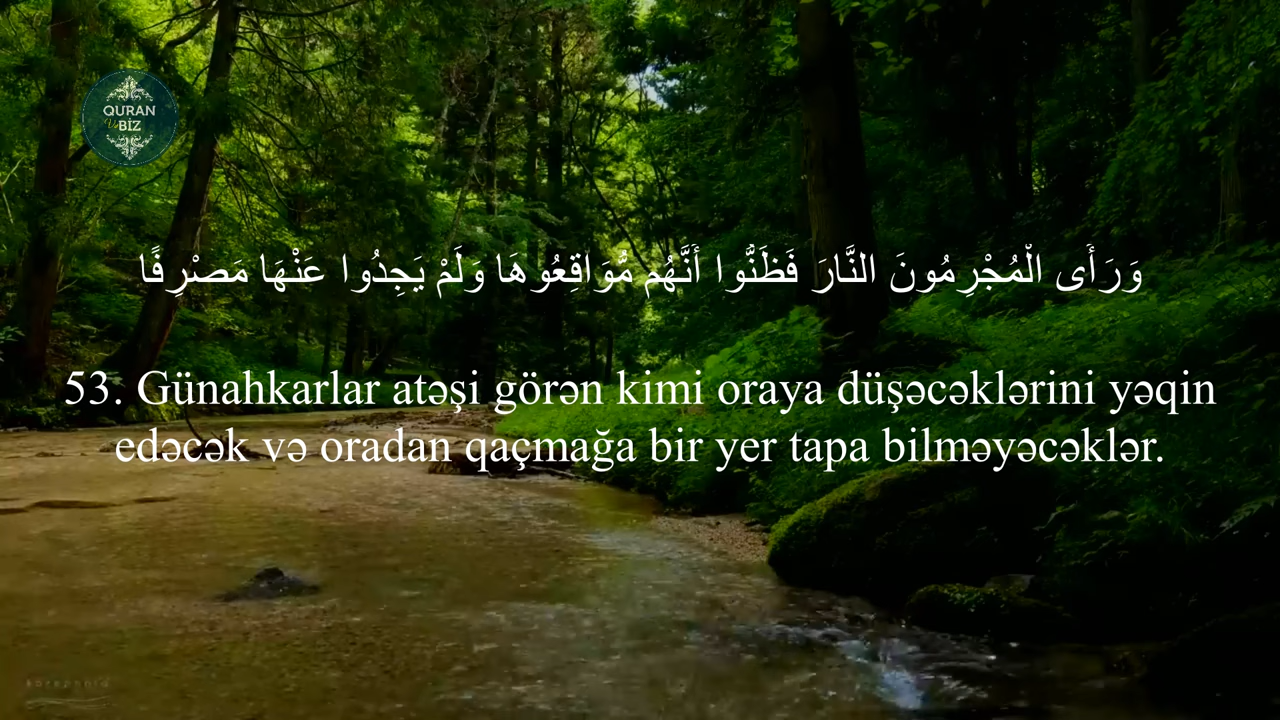 QURAN
Və BİZ
وَرَأَى الْمُجْرِمُونَ النَّارَ فَظَنُّوا أَنَّهُم مُّوَاقِعُوهَا وَلَمْ يَجِدُوا عَنْهَا مَصْرِفًا
53. Günahkarlar atəşi görən kimi oraya düşəcəklərini yəqin
edəcək və oradan qaçmağa bir yer tapa bilməyəcəklər.